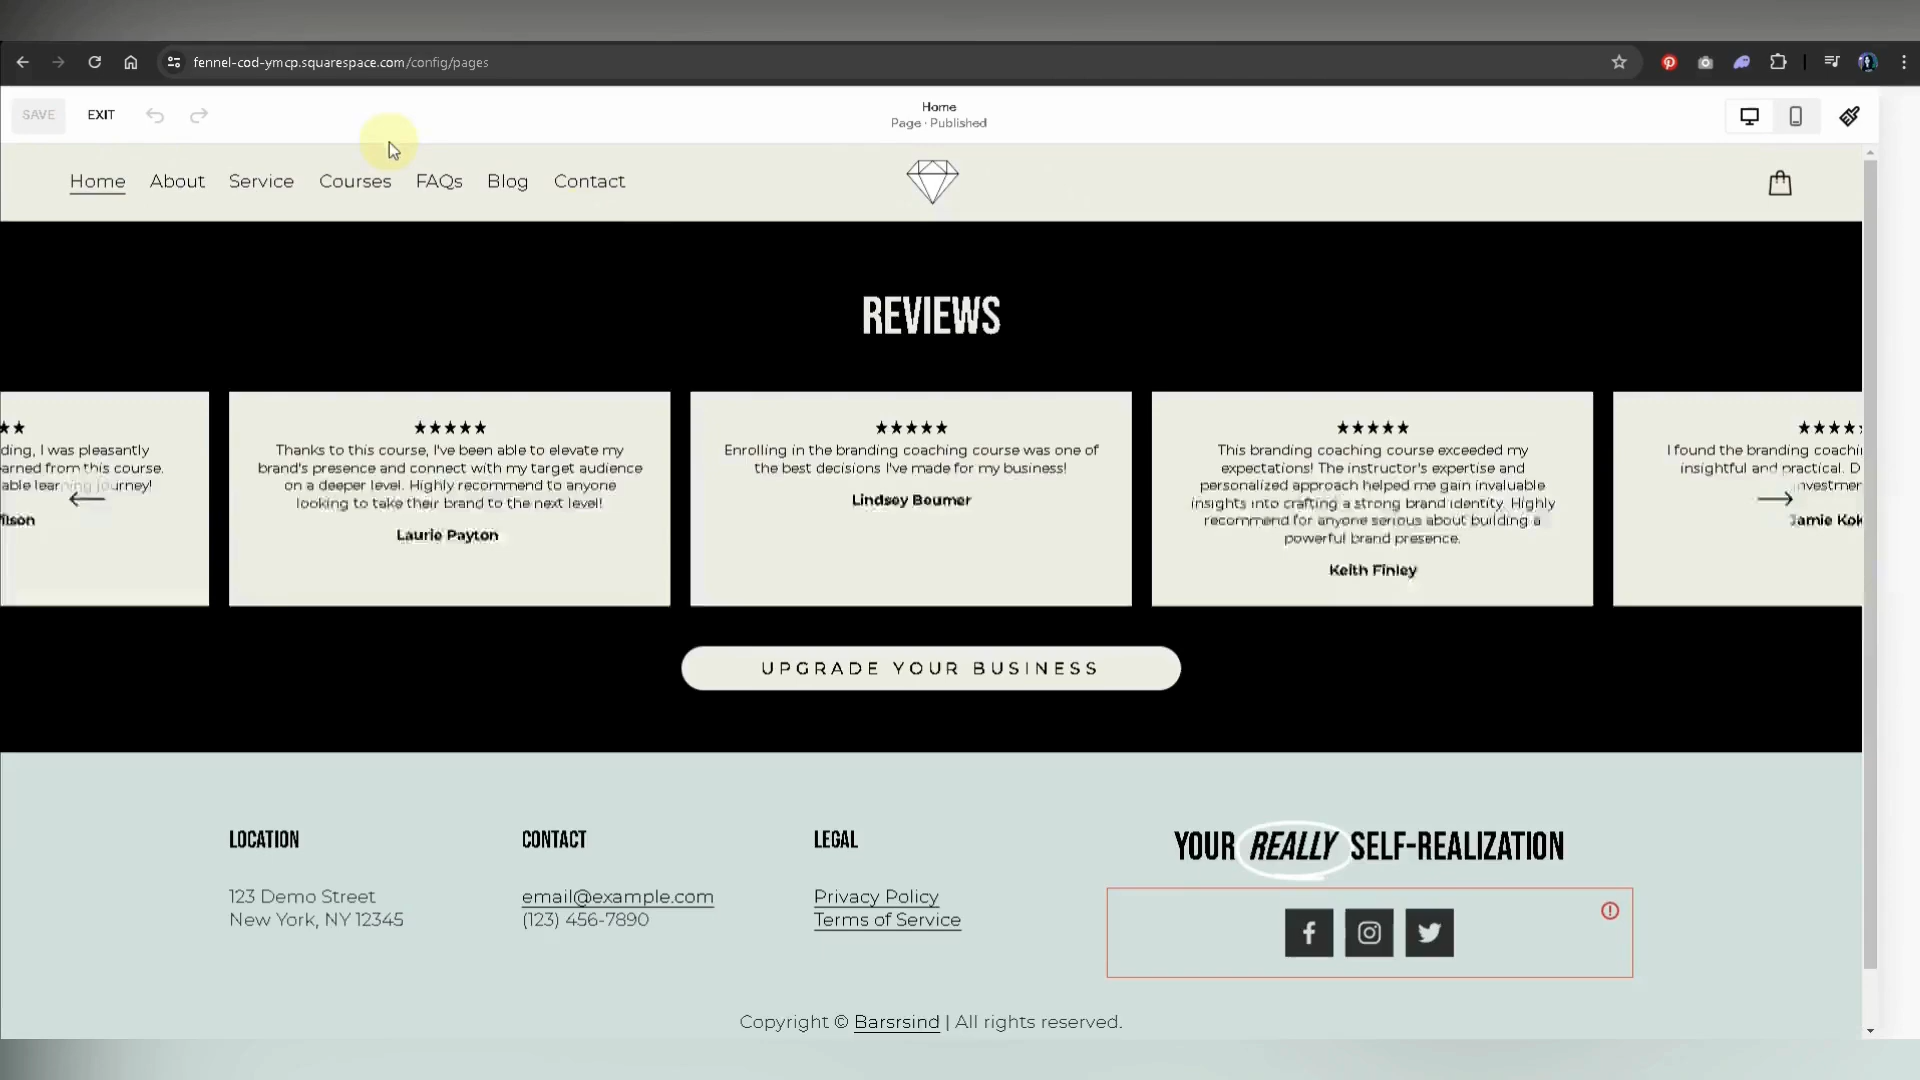 fennel-cod-ymcp.squarespace.com/config/pages
SAVE
EXIT
Home
Page · Published
Home
About
Service
Courses
FAQs
Blog
Contact
REVIEWS
★★
ding, I was pleasantly
arned from this course.
able learning journey!
ilson
★★★★★
Thanks to this course, I've been able to elevate my
brand's presence and connect with my target audience
on a deeper level. Highly recommend to anyone
looking to take their brand to the next level!
Laurie Payton
★★★★★
Enrolling in the branding coaching course was one of
the best decisions I've made for my business!
Lindsey Boumer
★★★★★
This branding coaching course exceeded my
expectations! The instructor's expertise and
personalized approach helped me gain invaluable
insights into crafting a strong brand identity. Highly
recommend for anyone serious about building a
powerful brand presence.
Keith Finley
★★★★
I found the branding coachi
insightful and practical. D
investmer
Jamie Kok
UPGRADE YOUR BUSINESS
LOCATION
123 Demo Street
New York, NY 12345
CONTACT
email@example.com
(123) 456-7890
LEGAL
Privacy Policy
Terms of Service
YOUR REALLY SELF-REALIZATION
Copyright © Barsrsind | All rights reserved.